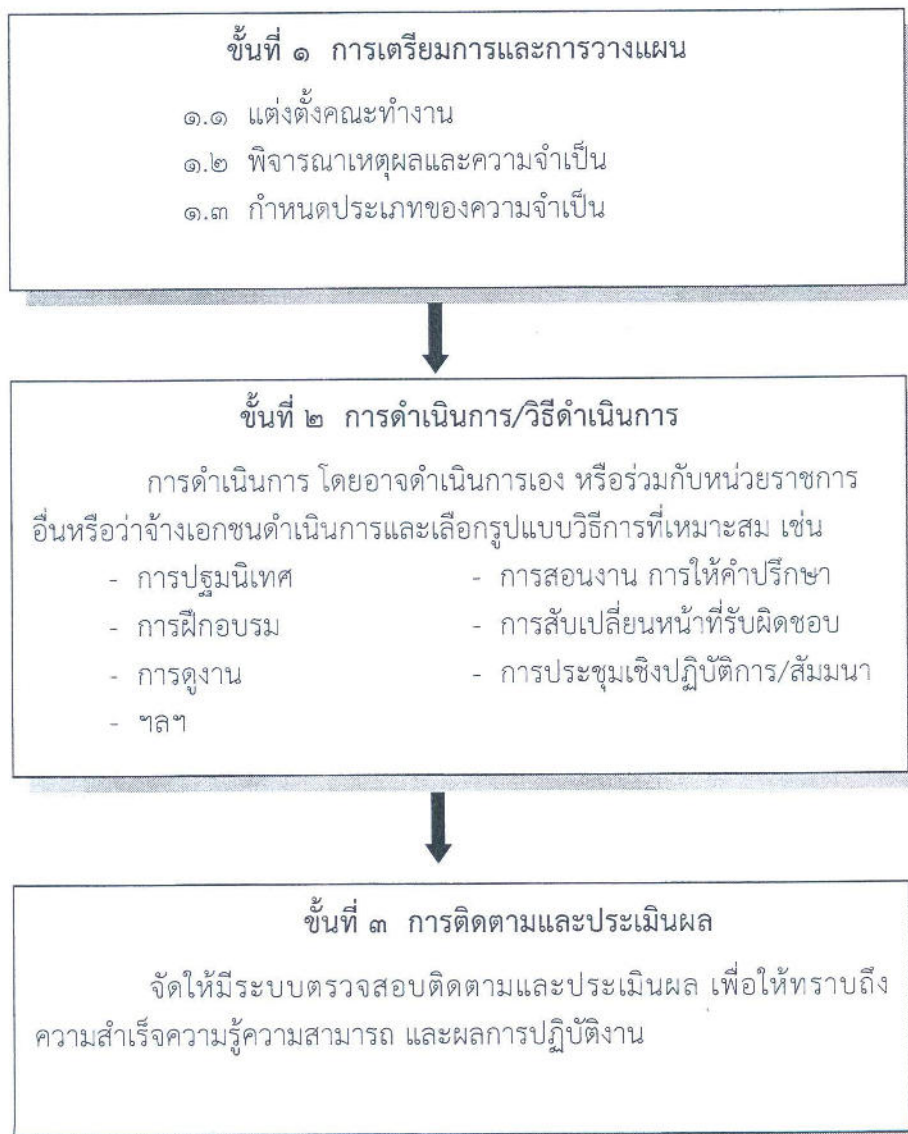 ขั้นที่ ๑ การเตรียมการและการวางแผน
๑.๑ แต่งตั้งคณะทำงาน
๑.๒ พิจารณาเหตุผลและความจำเป็น
๑.๓ กำหนดประเภทของความจำเป็น
ขั้นที่ ๒ การดำเนินการ/วิธีดำเนินการ
การดำเนินการ โดยอาจดำเนินการเอง หรือร่วมกับหน่วยราชการ
อื่นหรือว่าจ้างเอกชนดำเนินการและเลือกรูปแบบวิธีการที่เหมาะสม เช่น
- การปฐมนิเทศ - การสอนงาน การให้คำปรึกษา
- การฝึกอบรม - การสับเปลี่ยนหน้าที่รับผิดชอบ
- การดูงาน - การประชุมเชิงปฏิบัติการ/สัมมนา
- ฯลฯ
ขั้นที่ ๓ การติดตามและประเมินผล
จัดให้มีระบบตรวจสอบติดตามและประเมินผล เพื่อให้ทราบถึง
ความสำเร็จความรู้ความสามารถ และผลการปฏิบัติงาน